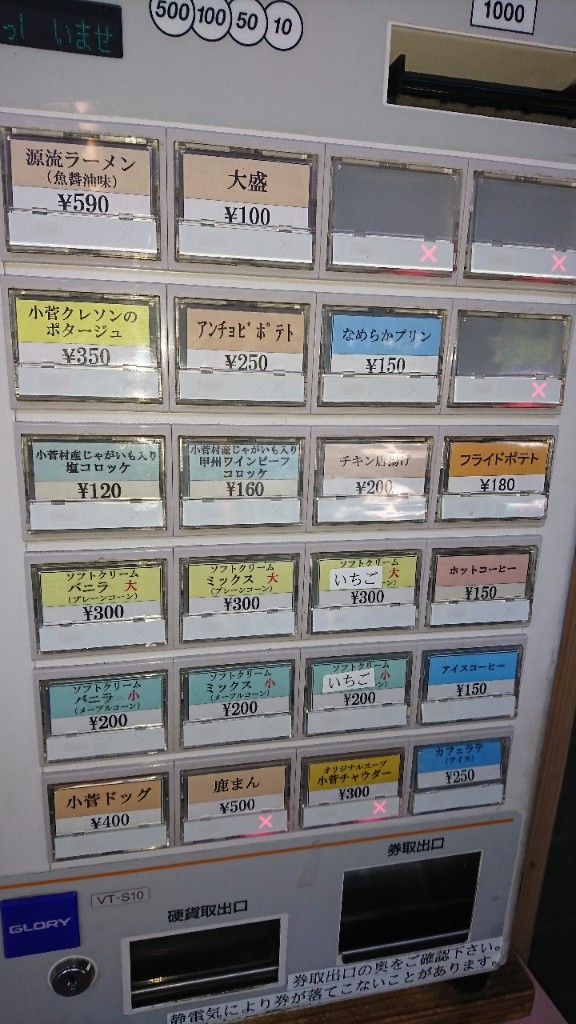 っし いませ
500 100 50 10
1000
源流ラーメン
(魚醤油味)
¥590
大盛
¥100
×
×
小菅クレソンの
ポタージュ
¥350
アンチョビポテト
¥250
なめらかプリン
¥150
×
小菅村産じゃがいも入り
塩コロッケ
¥120
小菅村産じゃがいも入り
甲州ワインビーフ
コロッケ
¥160
チキン唐揚げ
¥200
フライドポテト
¥180
ソフトクリーム
バニラ 大
(プレーンコーン)
¥300
ソフトクリーム
ミックス 大
(プレーンコーン)
¥300
ソフトクリーム
いちご 大
ン)
¥300
ホットコーヒー
¥150
ソフトクリーム
バニラ 小
(メープルコーン)
¥200
ソフトクリーム
ミックス 小
(メープルコーン)
¥200
ソフトクリーム
いちご 小
ン)
¥200
アイスコーヒー
¥150
小菅ドッグ
¥400
鹿まん
¥500
×
オリジナルスープ
小菅チャウダー
¥300
×
カフェラテ
(アイス)
¥250
GLORY
VT-S10
硬貨取出口
券取出口
券取出口の奥をご確認下さい。
静電気により券が落てこないことがあります。